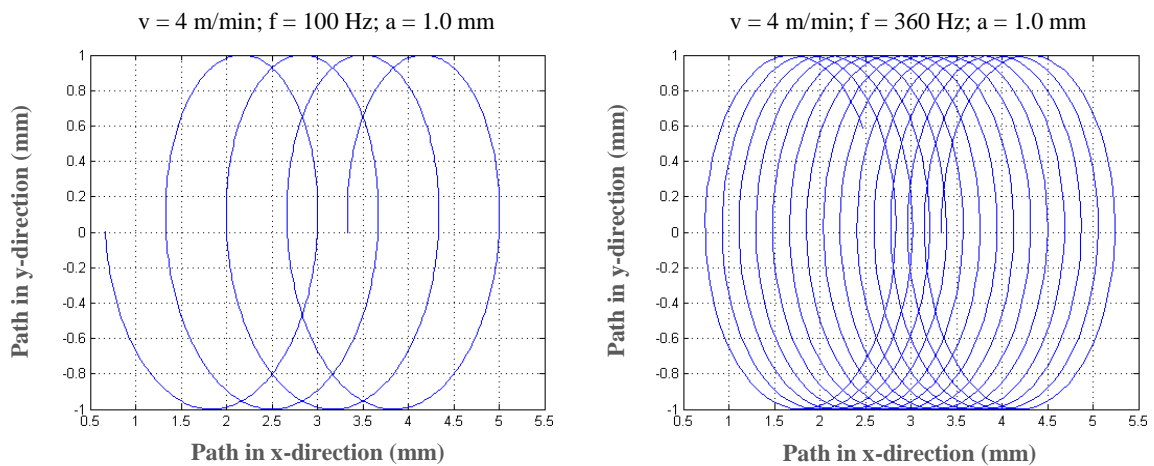 v = 4 m/min; f = 100 Hz; a = 1.0 mm
1
0.8
0.6
0.4
0.2
0
-0.2
-0.4
-0.6
-0.8
-1
0.5 1 1.5 2 2.5 3 3.5 4 4.5 5 5.5
Path in y-direction (mm)
Path in x-direction (mm)
v = 4 m/min; f = 360 Hz; a = 1.0 mm
1
0.8
0.6
0.4
0.2
0
-0.2
-0.4
-0.6
-0.8
-1
0.5 1 1.5 2 2.5 3 3.5 4 4.5 5 5.5
Path in y-direction (mm)
Path in x-direction (mm)